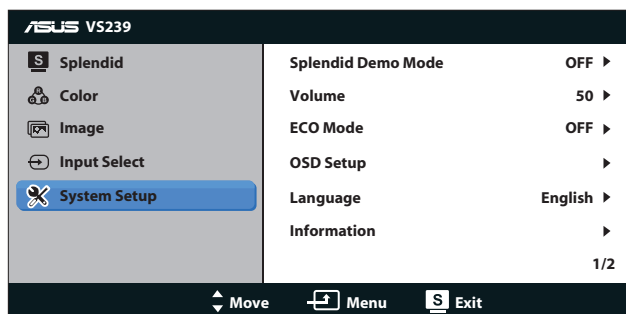 ASUS VS239
S Splendid
R G B Color
Image
Input Select
System Setup
Splendid Demo Mode OFF
Volume 50
ECO Mode OFF
OSD Setup
Language English
Information
1/2
Move Menu S Exit